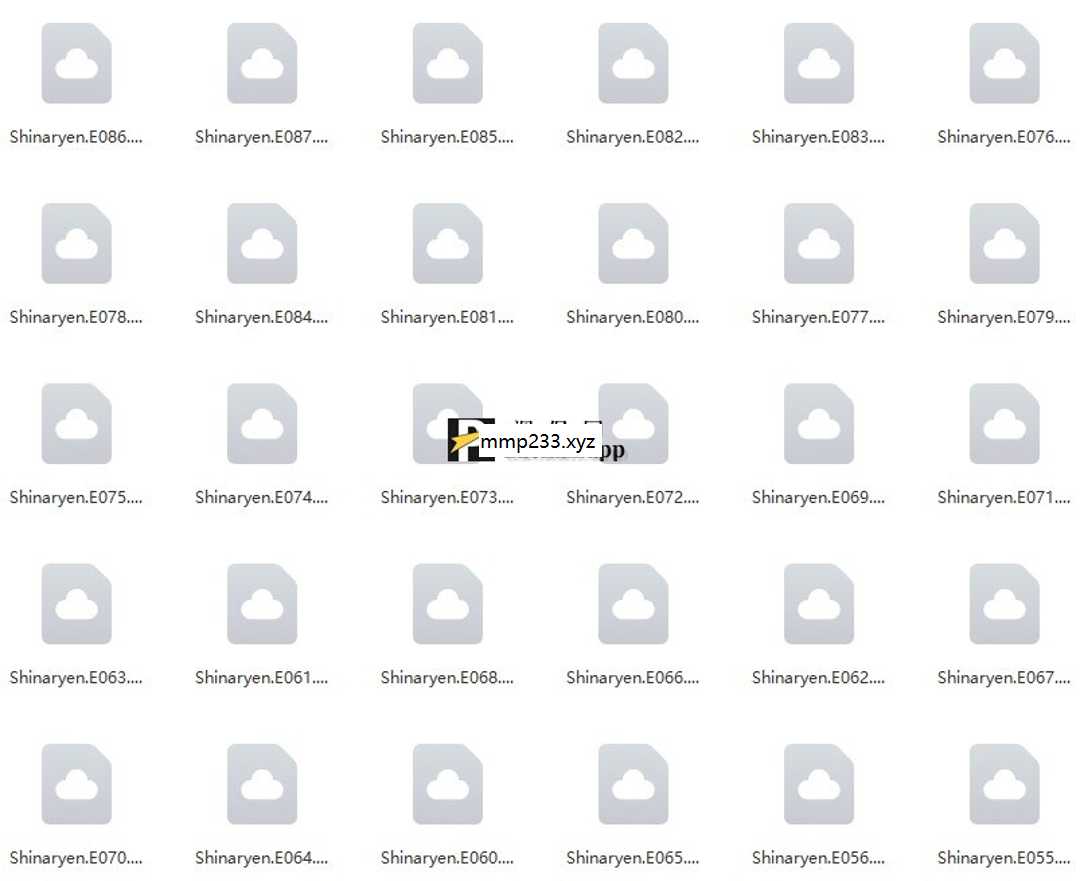 Shinaryen.E086.... Shinaryen.E087.... Shinaryen.E085.... Shinaryen.E082.... Shinaryen.E083.... Shinaryen.E076....
Shinaryen.E078.... Shinaryen.E084.... Shinaryen.E081.... Shinaryen.E080.... Shinaryen.E077.... Shinaryen.E079....
mmp233.xyz
pp
Shinaryen.E075.... Shinaryen.E074.... Shinaryen.E073.... Shinaryen.E072.... Shinaryen.E069.... Shinaryen.E071....
Shinaryen.E063.... Shinaryen.E061.... Shinaryen.E068.... Shinaryen.E066.... Shinaryen.E062.... Shinaryen.E067....
Shinaryen.E070.... Shinaryen.E064.... Shinaryen.E060.... Shinaryen.E065.... Shinaryen.E056.... Shinaryen.E055....